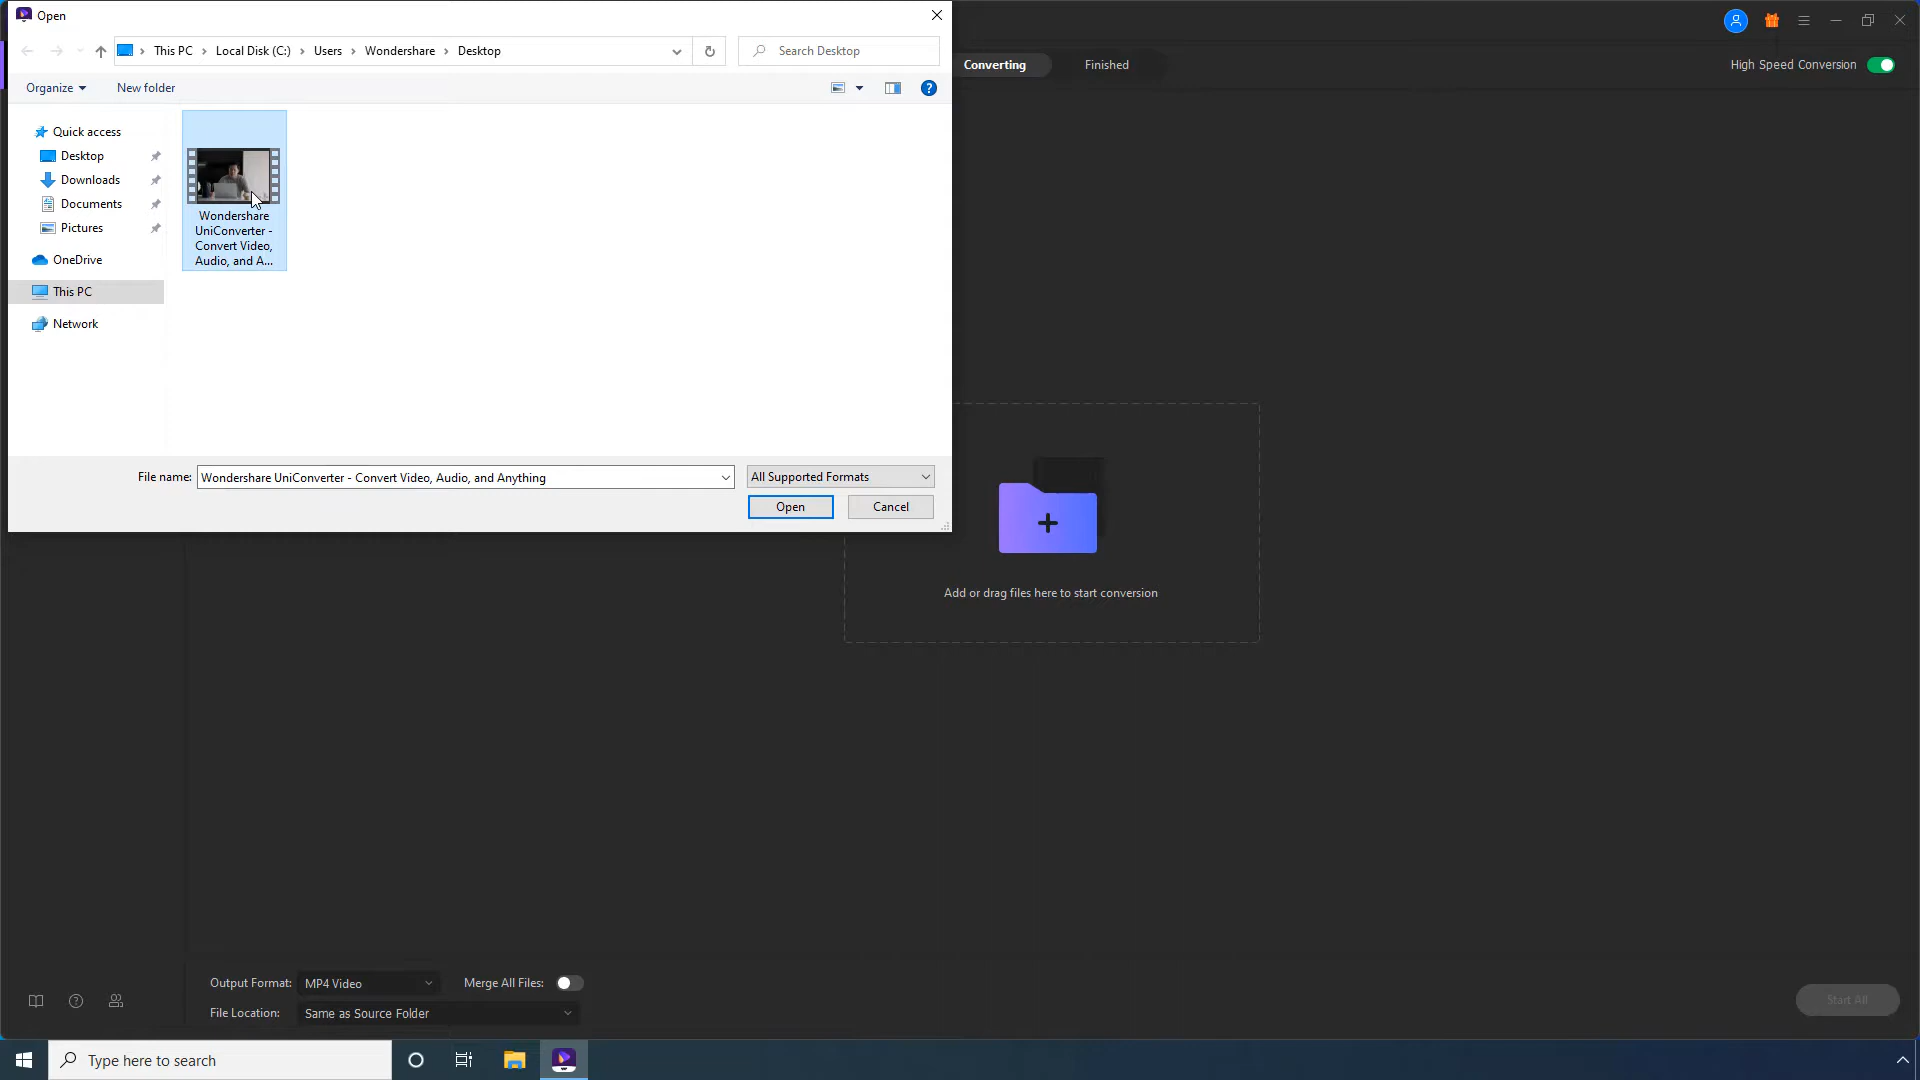 Open
This PC
Local Disk (C:)
Users
Wondershare
Desktop
Search Desktop
Organize
New folder
Quick access
Desktop
Downloads
Documents
Pictures
OneDrive
This PC
Network
Wondershare
UniConverter -
Convert Video,
Audio, and A...
File name:
Wondershare UniConverter - Convert Video, Audio, and Anything
All Supported Formats
Open
Cancel
Converting
Finished
High Speed Conversion
Add or drag files here to start conversion
Output Format:
MP4 Video
Merge All Files:
File Location:
Same as Source Folder
Start All
Type here to search